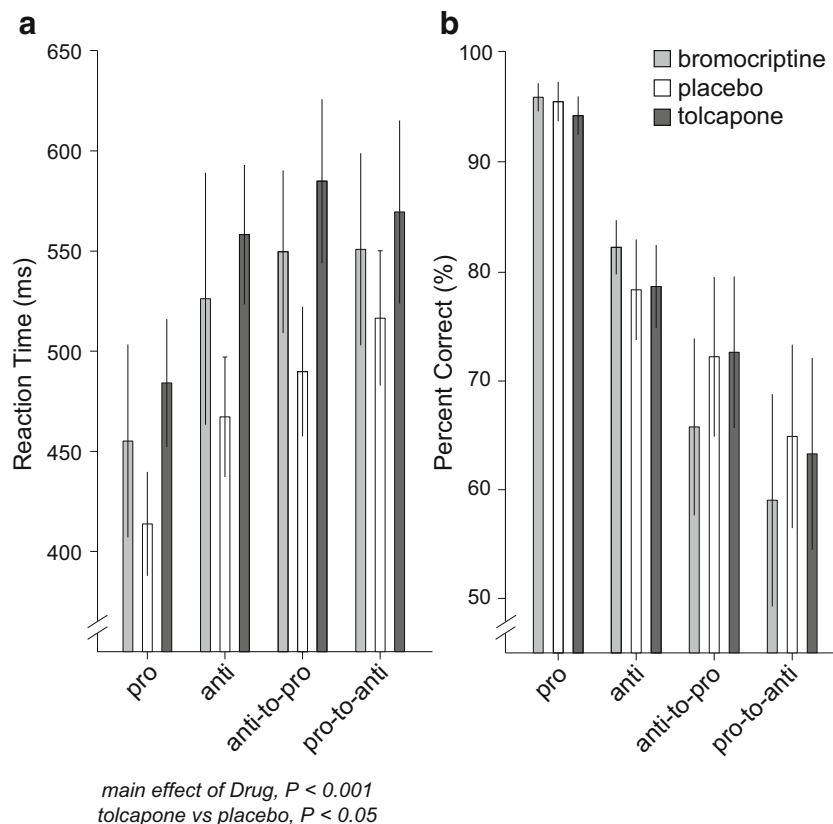 a
650
600
550
500
450
400
Reaction Time (ms)
pro
anti
anti-to-pro
pro-to-anti
main effect of Drug, P < 0.001
tolcapone vs placebo, P < 0.05
b
100
90
80
70
60
50
Percent Correct (%)
bromocriptine
placebo
tolcapone
pro
anti
anti-to-pro
pro-to-anti